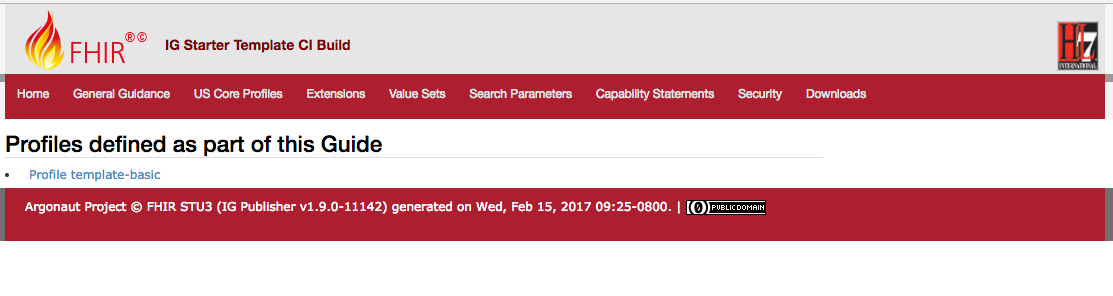 FHIR®© IG Starter Template CI Build
HL7 INTERNATIONAL
Home General Guidance US Core Profiles Extensions Value Sets Search Parameters Capability Statements Security Downloads
Profiles defined as part of this Guide
• Profile template-basic
Argonaut Project © FHIR STU3 (IG Publisher v1.9.0-11142) generated on Wed, Feb 15, 2017 09:25-0800. | PUBLIC DOMAIN